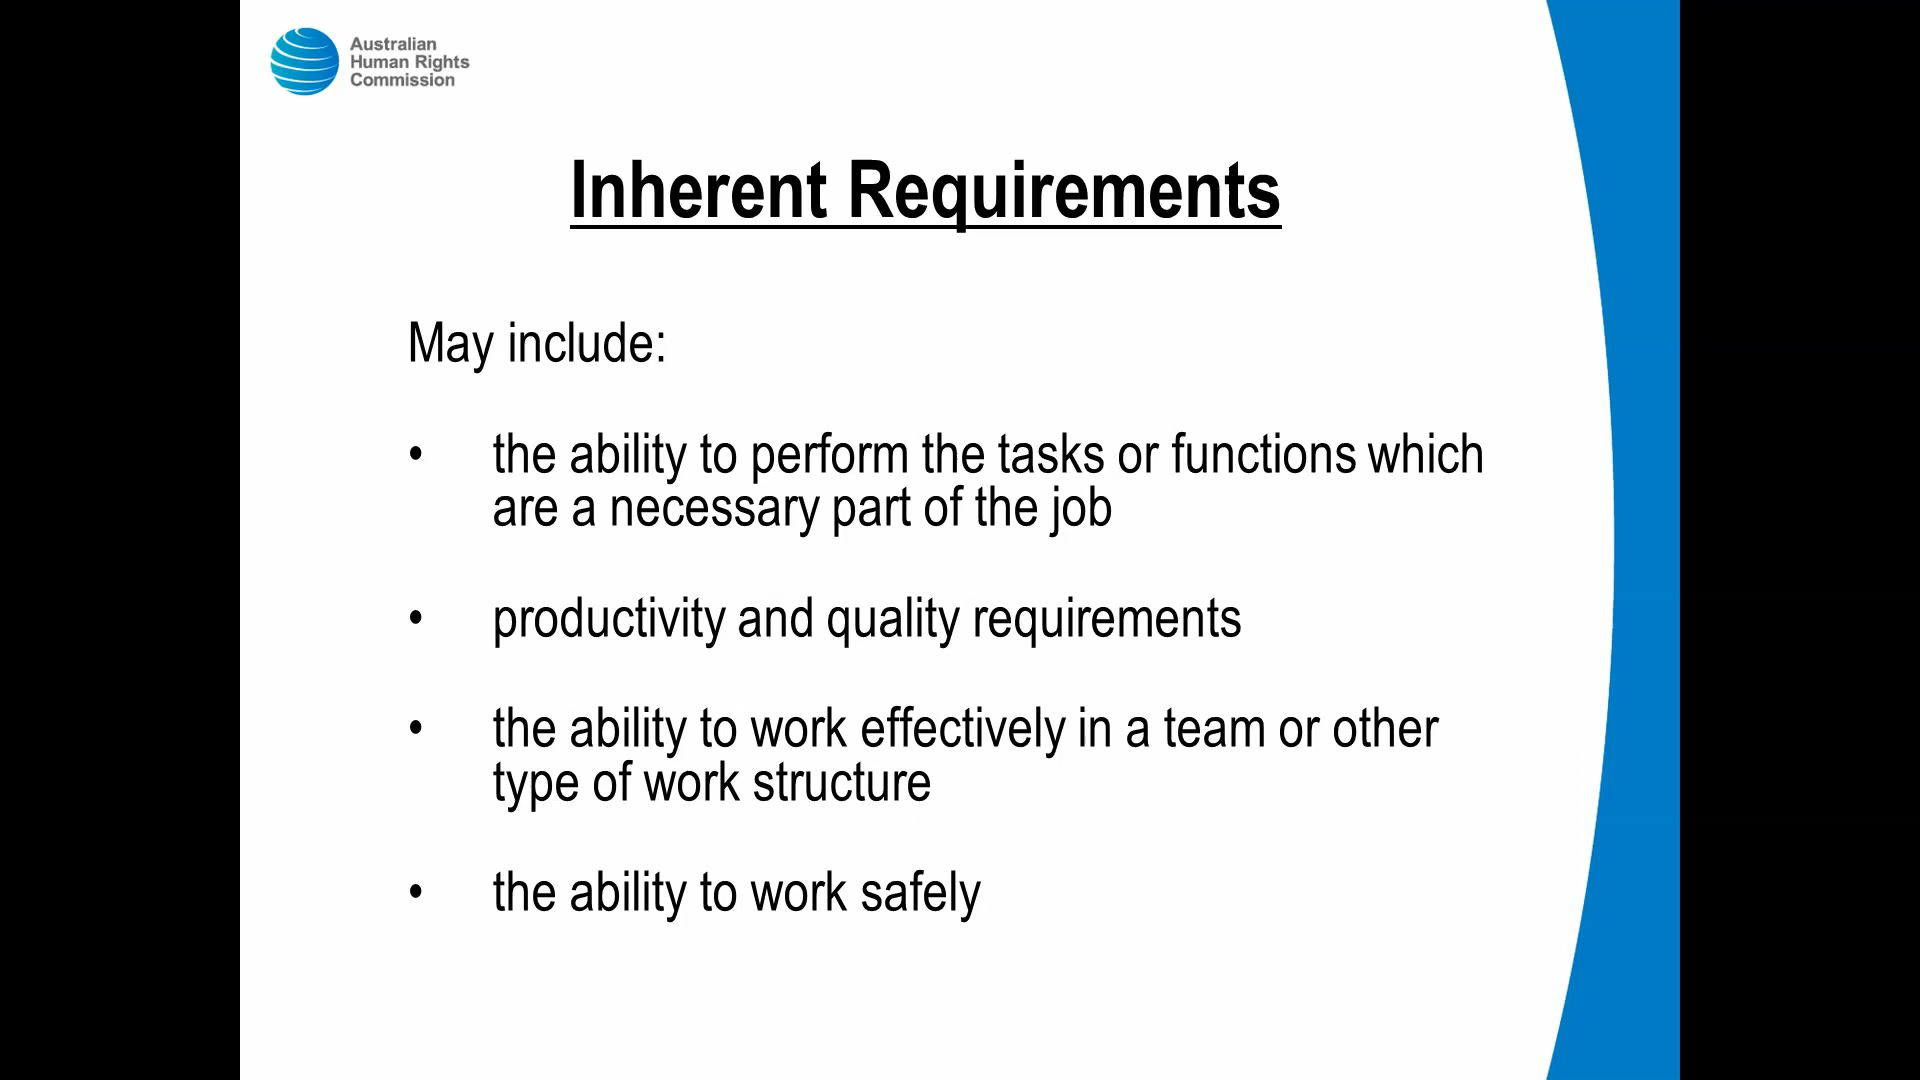 Australian
Human Rights
Commission
Inherent Requirements
May include:
• the ability to perform the tasks or functions which
are a necessary part of the job
• productivity and quality requirements
• the ability to work effectively in a team or other
type of work structure
• the ability to work safely